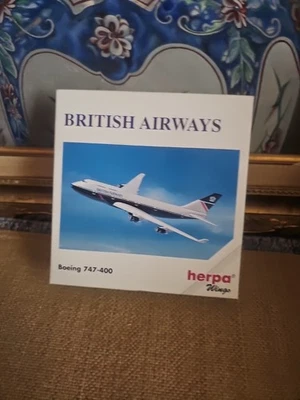 BRITISH AIRWAYS
Boeing 747-400
herpa®
Wings